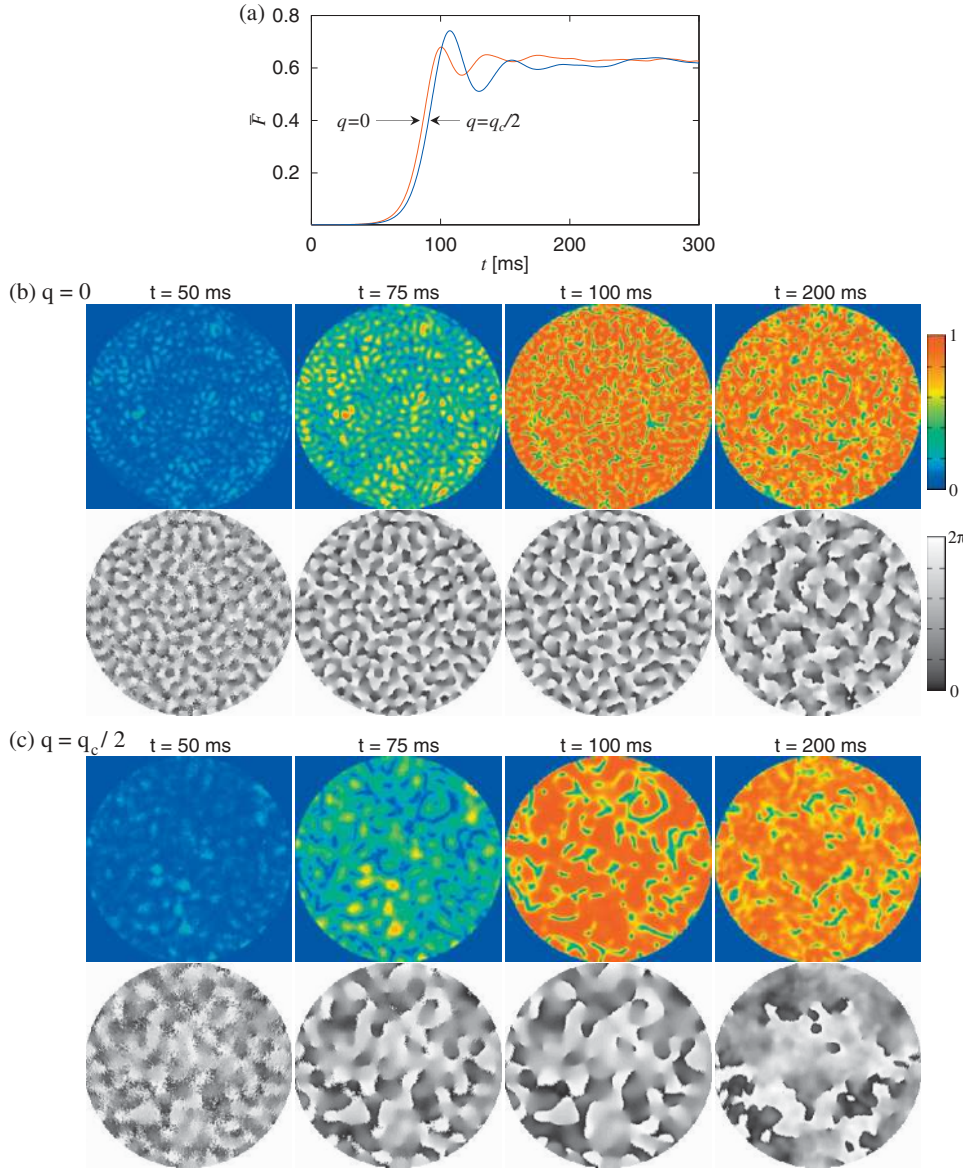 (a)
0.8
0.6
0.4
0.2
F̅
q=0
q=q_c/2
0 100 200 300
t [ms]
(b) q = 0
t = 50 ms t = 75 ms t = 100 ms t = 200 ms
1
0
2π
0
(c) q = q_c / 2
t = 50 ms t = 75 ms t = 100 ms t = 200 ms